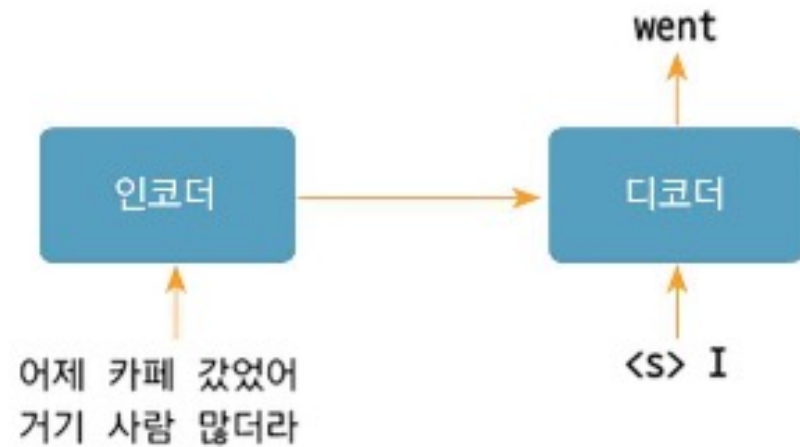 went
인코더
디코더
어제 카페 갔었어
거기 사람 많더라
<s> I